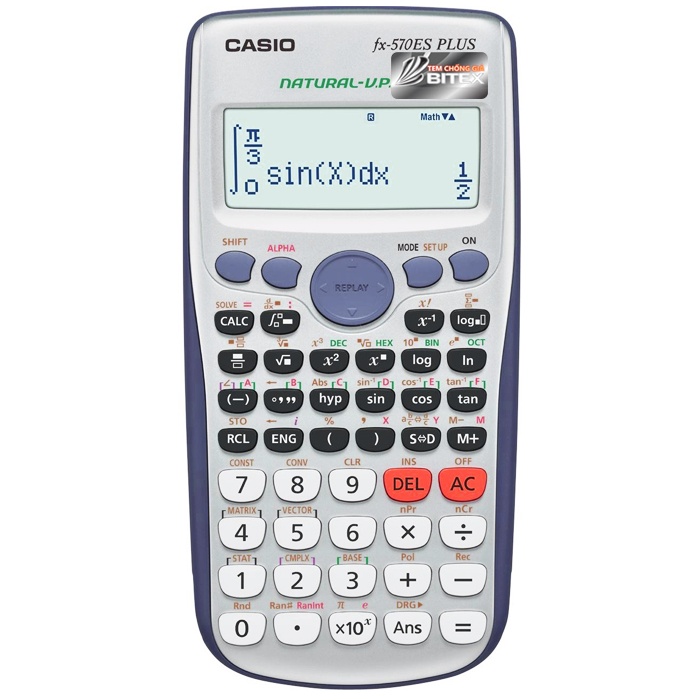 CASIO fx-570ES PLUS
TEM CHỐNG GIẢ
BITEX
NATURAL-V.P.
R Math▼▲
∫ π/3 0 sin(X)dx 1/2
SHIFT ALPHA MODE SETUP ON
REPLAY
SOLVE = d/dx■ : x! Σ■
CALC ∫■ x⁻¹ log■□
■■/■ ³√■ x³ DEC ■√□ HEX 10■ BIN e■ OCT
■/■ √■ x² x■ log ln
∠ A ← B Abs C sin⁻¹ D cos⁻¹ E tan⁻¹ F
(−) °,,, hyp sin cos tan
STO ← i % , X a b/c⇔d/c Y M− M
RCL ENG ( ) S⇔D M+
CONST CONV CLR INS OFF
7 8 9 DEL AC
MATRIX VECTOR nPr nCr
4 5 6 × ÷
STAT CMPLX BASE Pol Rec
1 2 3 + −
Rnd Ran# RanInt π e DRG▶
0 . ×10ˣ Ans =